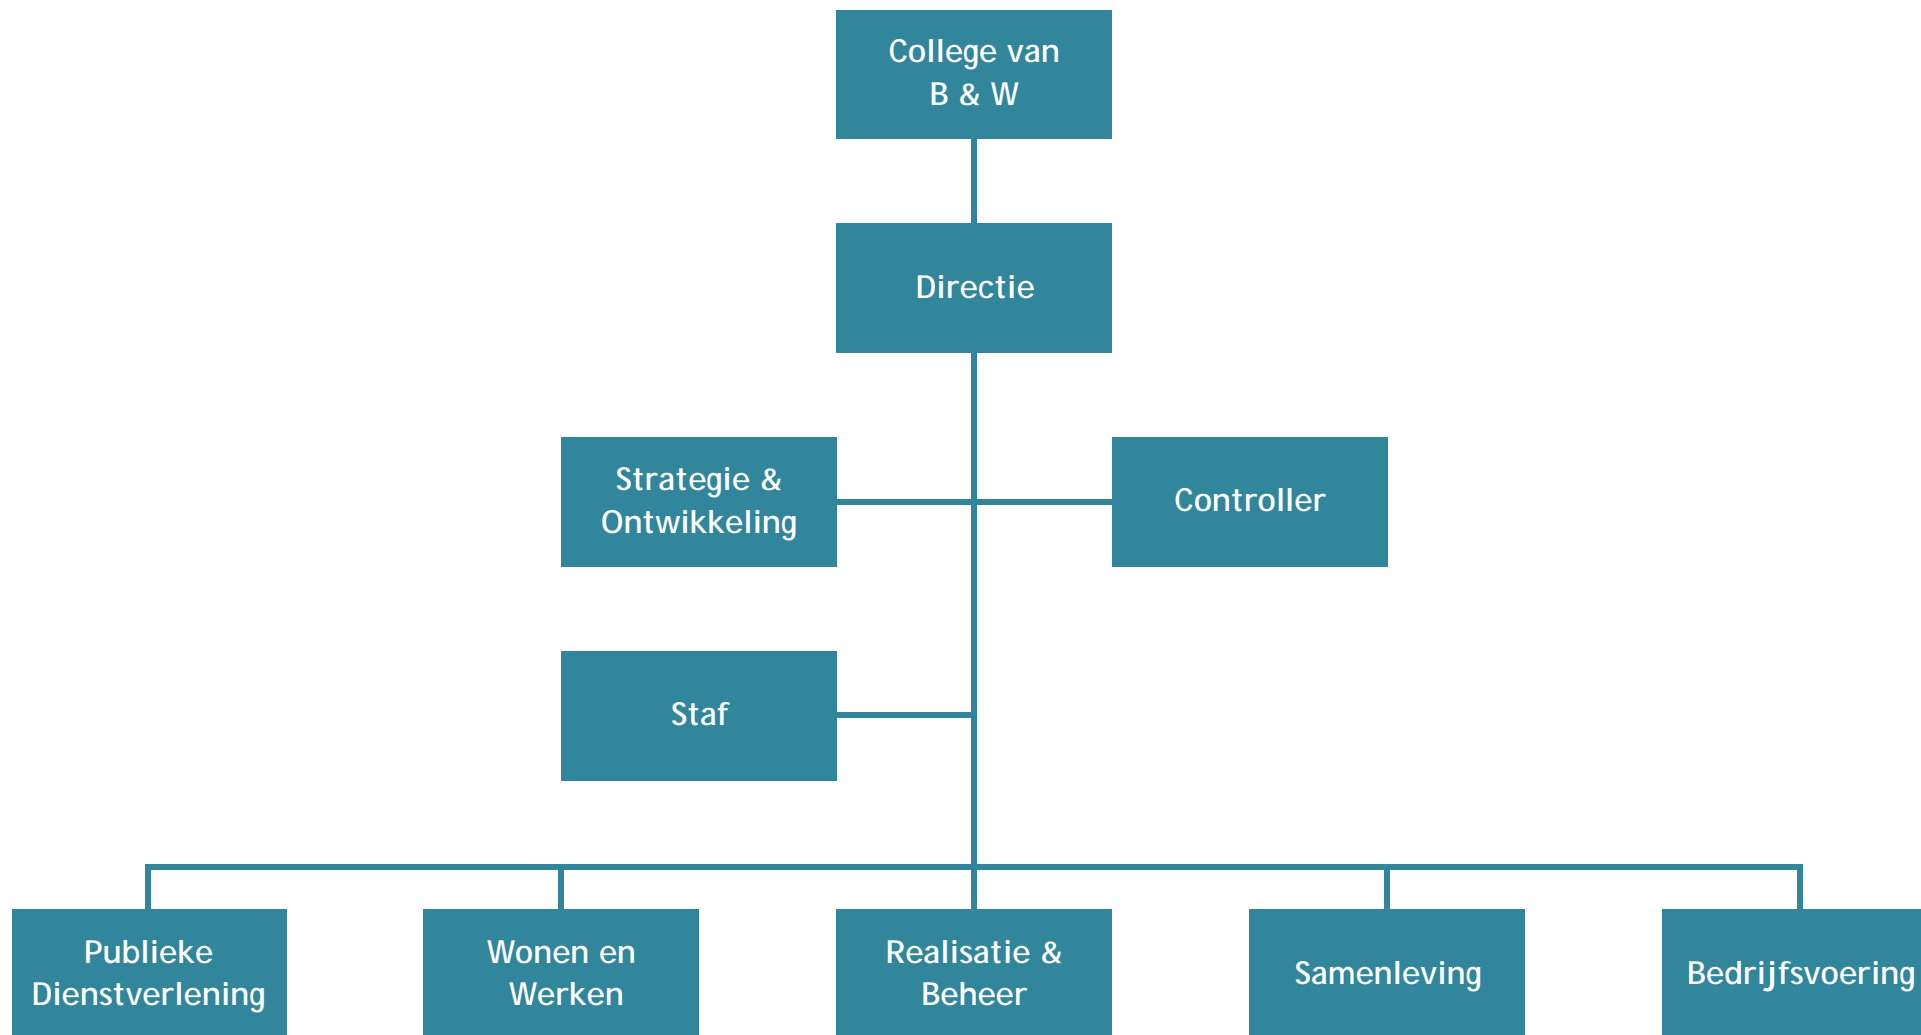 College van
B & W
Directie
Strategie &
Ontwikkeling
Controller
Staf
Publieke
Dienstverlening
Wonen en
Werken
Realisatie &
Beheer
Samenleving
Bedrijfsvoering